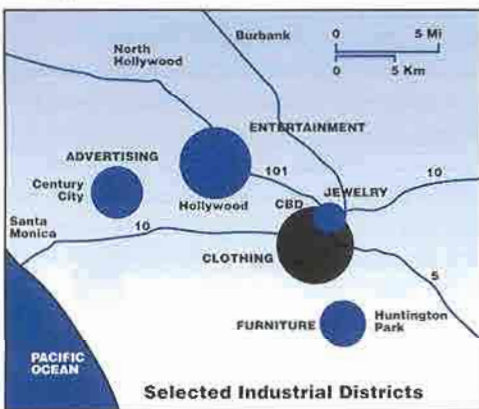 North
Hollywood
Burbank
0 5 Mi
0 5 Km
ENTERTAINMENT
ADVERTISING
Century
City
Hollywood
101
JEWELRY
CBD
10
Santa
Monica
10
CLOTHING
5
FURNITURE
Huntington
Park
PACIFIC
OCEAN
Selected Industrial Districts